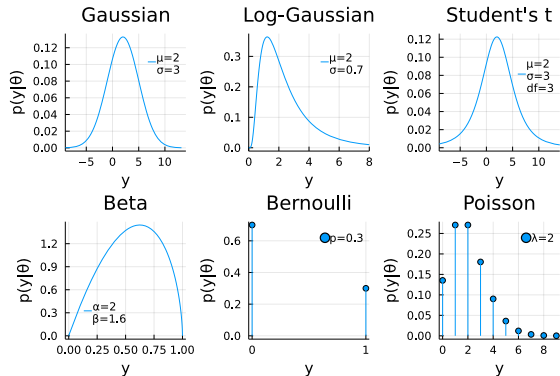 Gaussian
p(y|θ)
0.12
0.10
0.08
0.06
0.04
0.02
0.00
μ=2
σ=3
-5
0
5
10
y
Log-Gaussian
p(y|θ)
0.3
0.2
0.1
0.0
μ=2
σ=0.7
0
2
4
6
8
y
Student's t
p(y|θ)
0.12
0.10
0.08
0.06
0.04
0.02
0.00
μ=2
σ=3
df=3
-5
0
5
10
y
Beta
p(y|θ)
1.2
0.9
0.6
0.3
0.0
α=2
β=1.6
0.00
0.25
0.50
0.75
1.00
y
Bernoulli
p(y|θ)
0.6
0.4
0.2
0.0
p=0.3
0
1
y
Poisson
p(y|θ)
0.25
0.20
0.15
0.10
0.05
0.00
λ=2
0
2
4
6
8
y